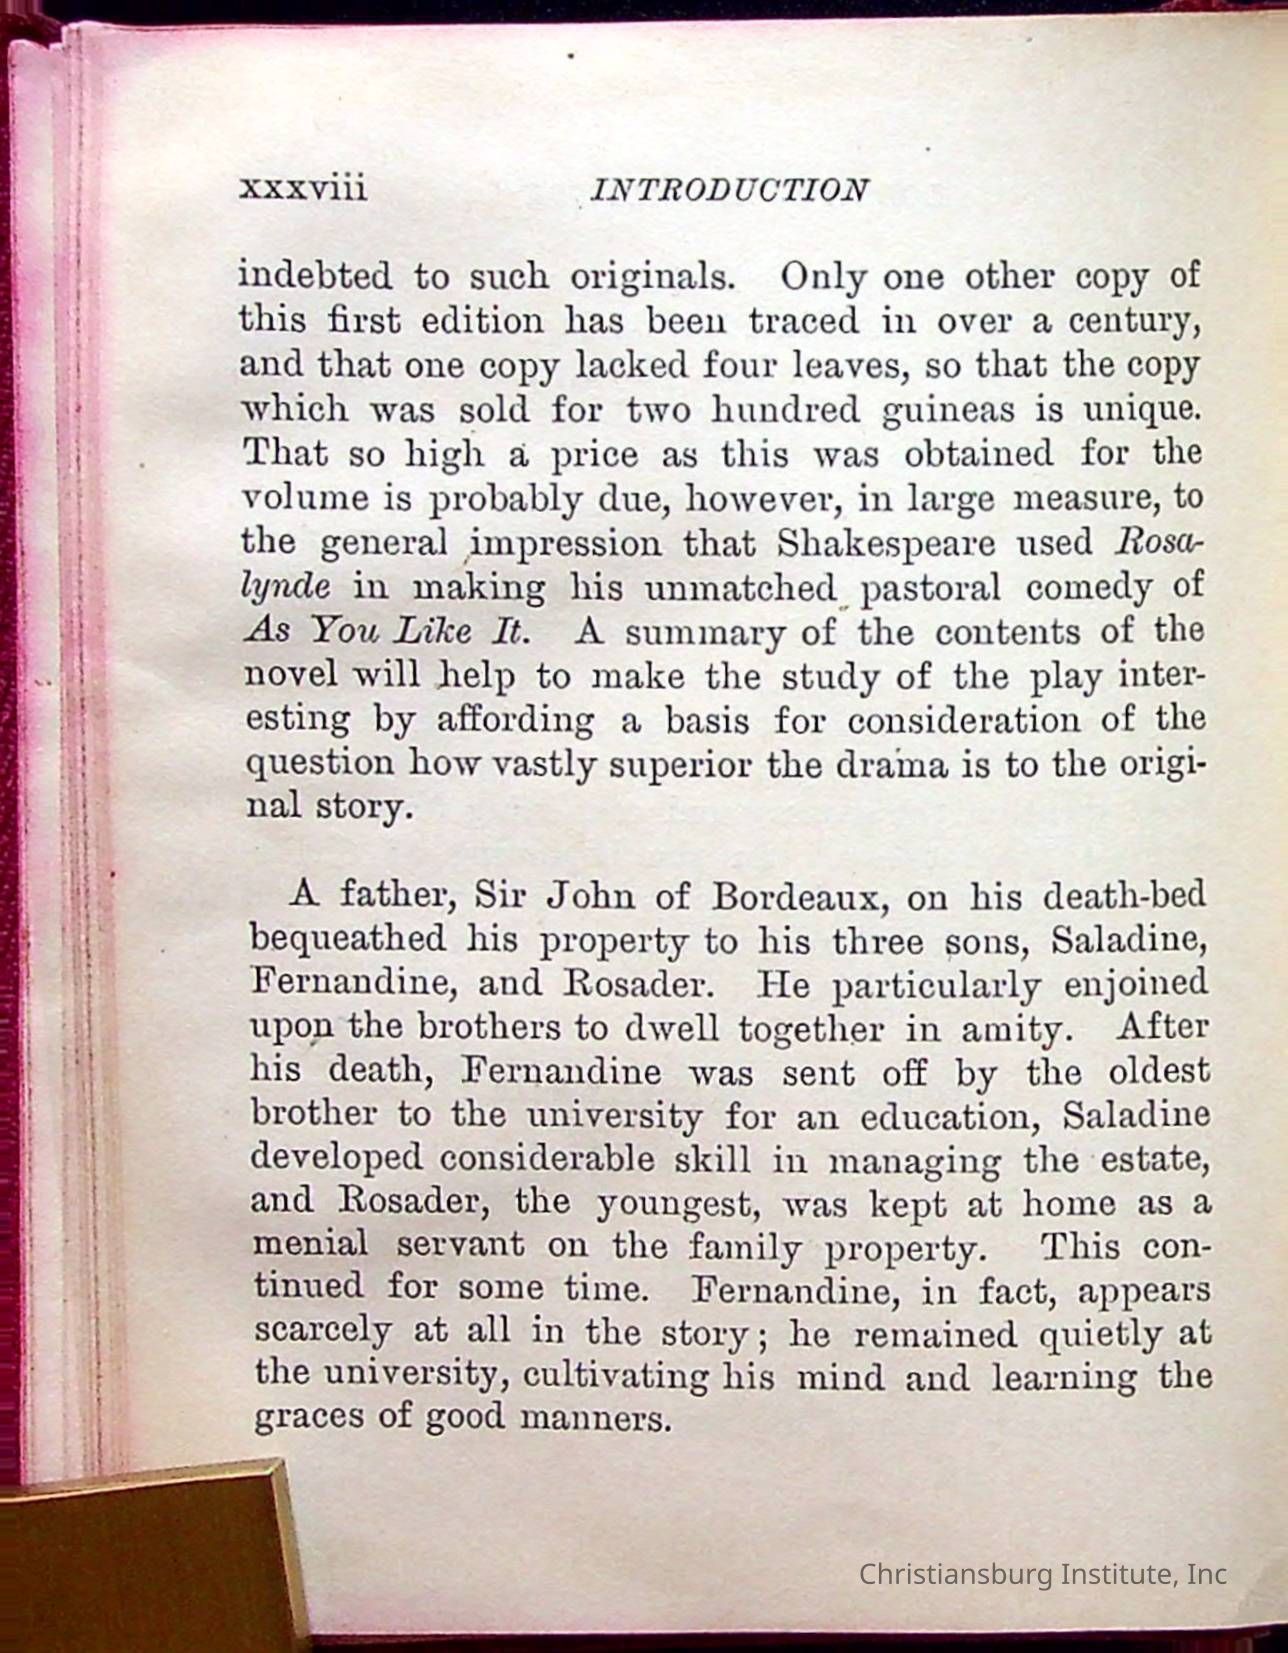 xxxviii INTRODUCTION
indebted to such originals. Only one other copy of
this first edition has been traced in over a century,
and that one copy lacked four leaves, so that the copy
which was sold for two hundred guineas is unique.
That so high a price as this was obtained for the
volume is probably due, however, in large measure, to
the general impression that Shakespeare used Rosa-
lynde in making his unmatched pastoral comedy of
As You Like It. A summary of the contents of the
novel will help to make the study of the play inter-
esting by affording a basis for consideration of the
question how vastly superior the drama is to the origi-
nal story.
A father, Sir John of Bordeaux, on his death-bed
bequeathed his property to his three sons, Saladine,
Fernandine, and Rosader. He particularly enjoined
upon the brothers to dwell together in amity. After
his death, Fernandine was sent off by the oldest
brother to the university for an education, Saladine
developed considerable skill in managing the estate,
and Rosader, the youngest, was kept at home as a
menial servant on the family property. This con-
tinued for some time. Fernandine, in fact, appears
scarcely at all in the story; he remained quietly at
the university, cultivating his mind and learning the
graces of good manners.
Christiansburg Institute, Inc